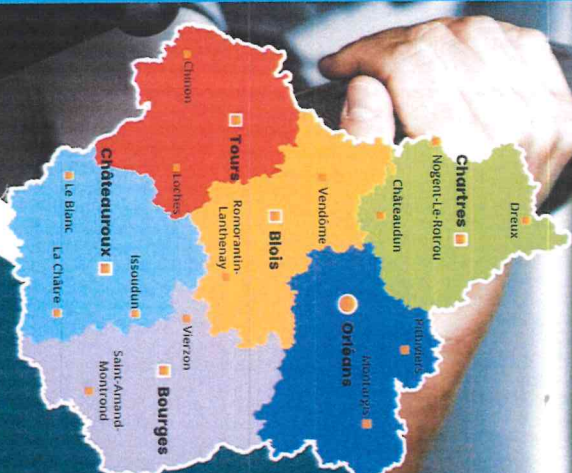 Dreux
Chartres
Nogent-Le-Rotrou
Châteaudun
Pithiviers
Orléans
Montargis
Vendôme
Blois
Romorantin-
Lanthenay
Tours
Chinon
Loches
Vierzon
Bourges
Saint-Amand-
Montrond
Issoudun
Châteauroux
Le Blanc
La Châtre